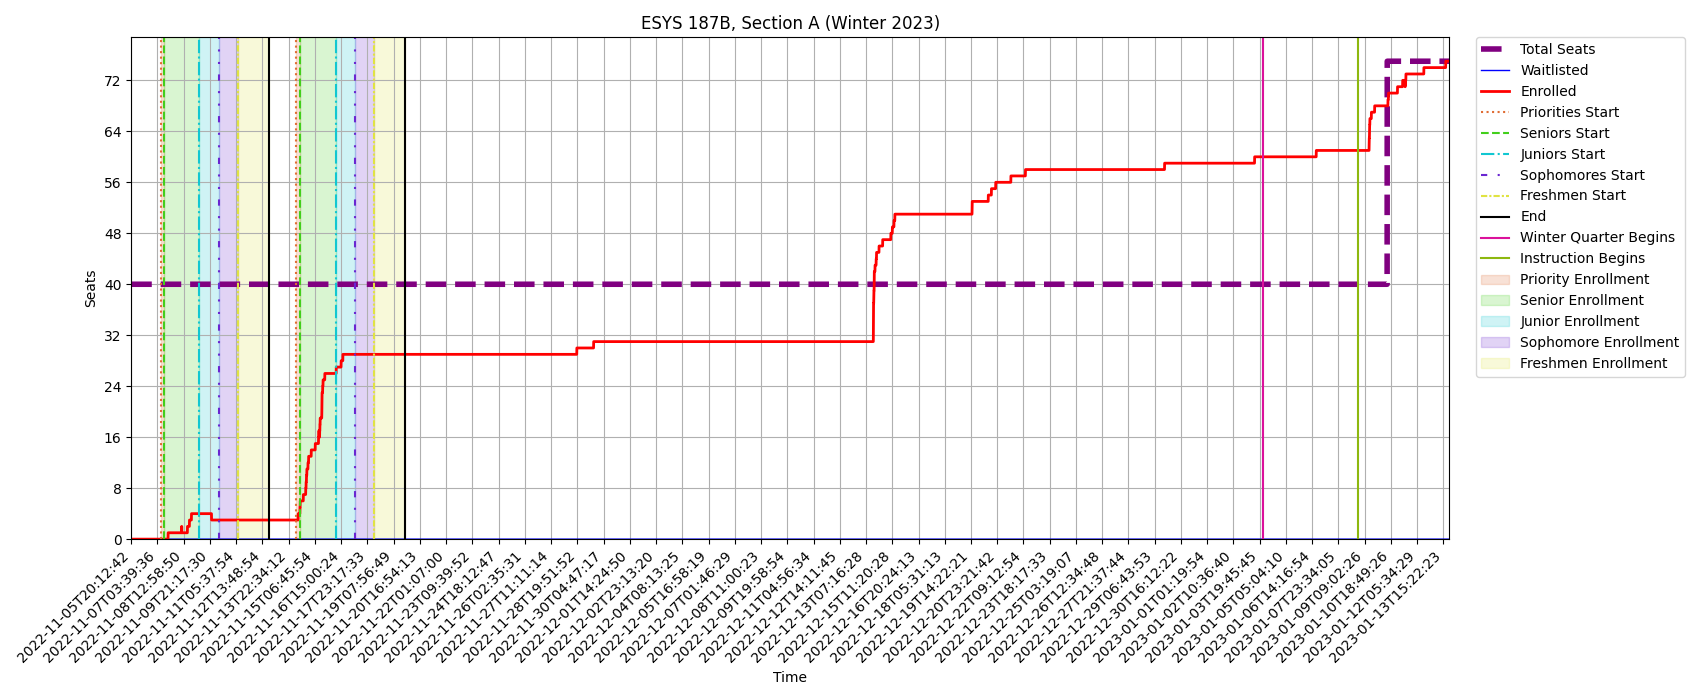 ESYS 187B, Section A (Winter 2023)
Seats
72
64
56
48
40
32
24
16
8
0
2022-11-05T20:12:42
2022-11-07T03:39:36
2022-11-08T12:58:50
2022-11-09T21:17:30
2022-11-11T05:37:54
2022-11-12T13:48:54
2022-11-13T22:34:12
2022-11-15T06:45:54
2022-11-16T15:00:24
2022-11-17T23:17:33
2022-11-19T07:56:49
2022-11-20T16:54:13
2022-11-22T01:07:00
2022-11-23T09:39:52
2022-11-24T18:12:47
2022-11-26T02:35:31
2022-11-27T11:11:14
2022-11-28T19:51:52
2022-11-30T04:47:17
2022-12-01T14:24:50
2022-12-02T23:13:20
2022-12-04T08:13:25
2022-12-05T16:58:19
2022-12-07T01:46:29
2022-12-08T11:00:23
2022-12-09T19:58:54
2022-12-11T04:56:34
2022-12-12T14:11:45
2022-12-13T07:16:28
2022-12-15T11:20:28
2022-12-16T20:24:13
2022-12-18T05:31:13
2022-12-19T14:22:21
2022-12-20T23:21:42
2022-12-22T09:12:54
2022-12-23T18:17:33
2022-12-25T03:19:07
2022-12-26T12:34:48
2022-12-27T21:37:44
2022-12-29T06:43:53
2022-12-30T16:12:22
2023-01-01T01:19:54
2023-01-02T10:36:40
2023-01-03T19:45:45
2023-01-05T05:04:10
2023-01-06T14:16:54
2023-01-07T23:34:05
2023-01-09T09:02:26
2023-01-10T18:49:26
2023-01-12T05:34:29
2023-01-13T15:22:23
Time
Total Seats
Waitlisted
Enrolled
Priorities Start
Seniors Start
Juniors Start
Sophomores Start
Freshmen Start
End
Winter Quarter Begins
Instruction Begins
Priority Enrollment
Senior Enrollment
Junior Enrollment
Sophomore Enrollment
Freshmen Enrollment